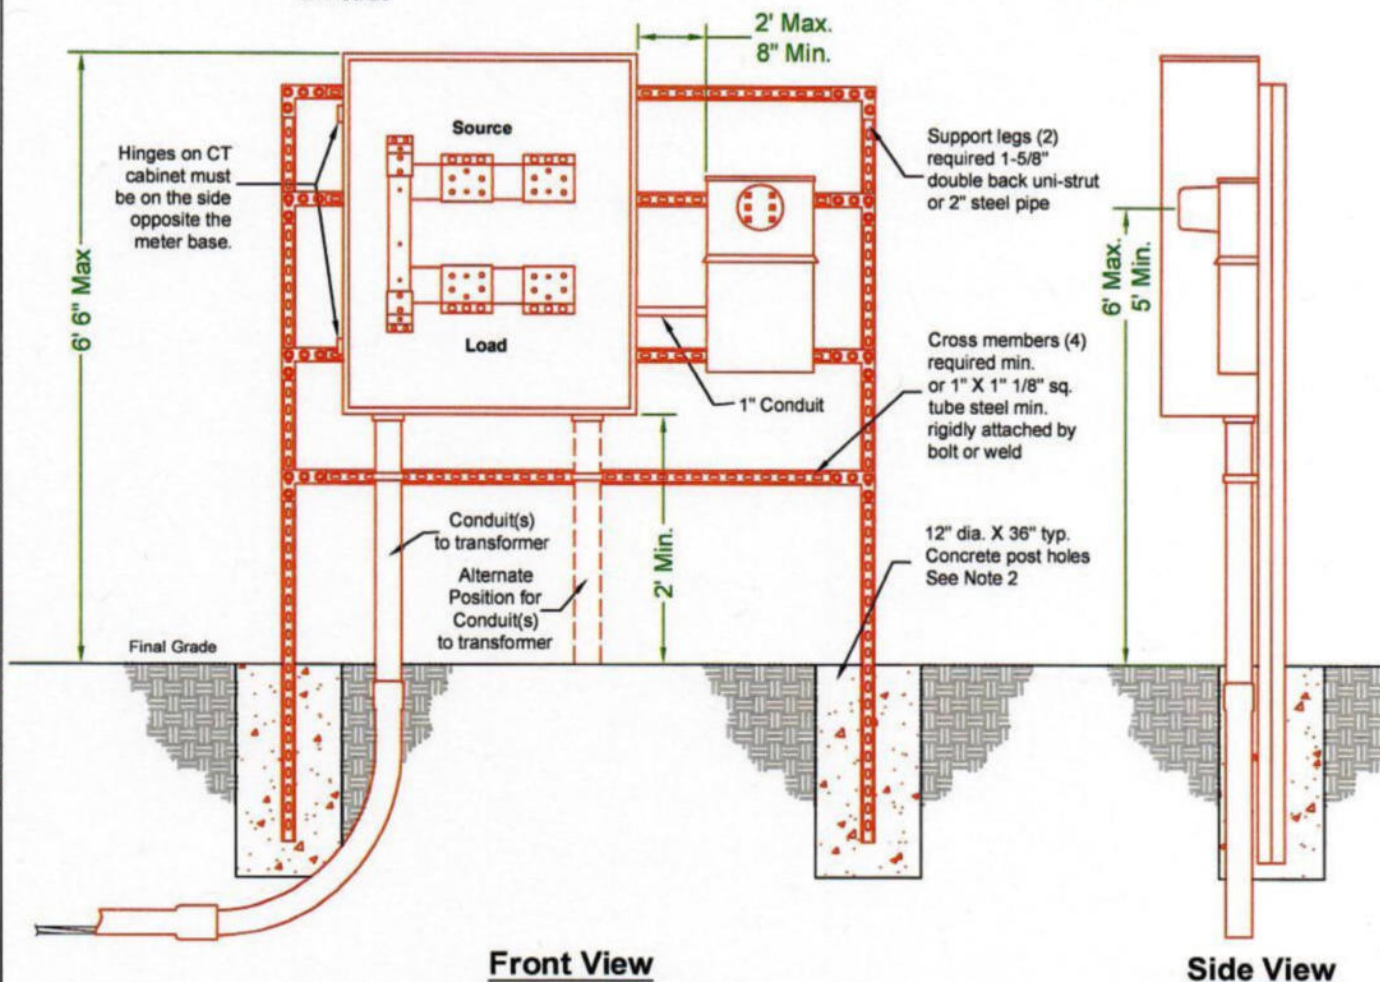 2' Max.
8" Min.
Source
Hinges on CT
cabinet must
be on the side
opposite the
meter base.
Support legs (2)
required 1-5/8"
double back uni-strut
or 2" steel pipe
6' 6" Max
6' Max.
5' Min.
Load
Cross members (4)
required min.
or 1" X 1" 1/8" sq.
tube steel min.
rigidly attached by
bolt or weld
1" Conduit
Conduit(s)
to transformer
2' Min.
12" dia. X 36" typ.
Concrete post holes
See Note 2
Alternate
Position for
Conduit(s)
to transformer
Final Grade
Front View
Side View